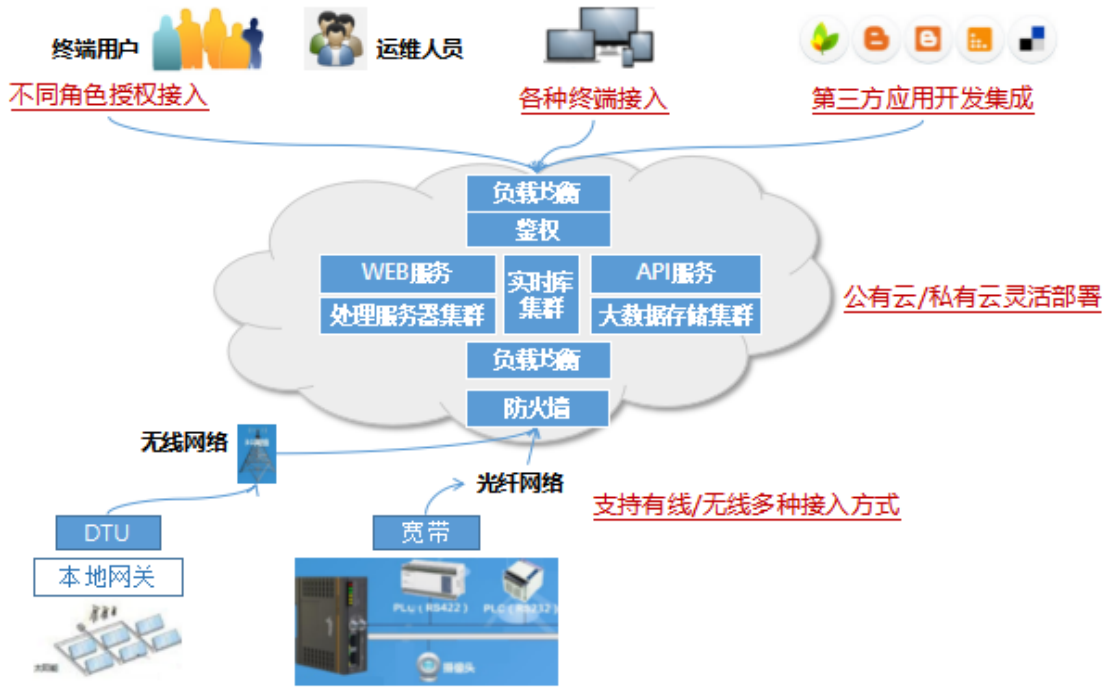 终端用户
运维人员
不同角色授权接入
各种终端接入
第三方应用开发集成
负载均衡
鉴权
WEB服务
实时库
集群
API服务
处理服务器集群
大数据存储集群
公有云/私有云灵活部署
负载均衡
防火墙
无线网络
光纤网络
支持有线/无线多种接入方式
DTU
宽带
本地网关
PLC（RS422）
PLC（RS232）
太阳能
摄像头